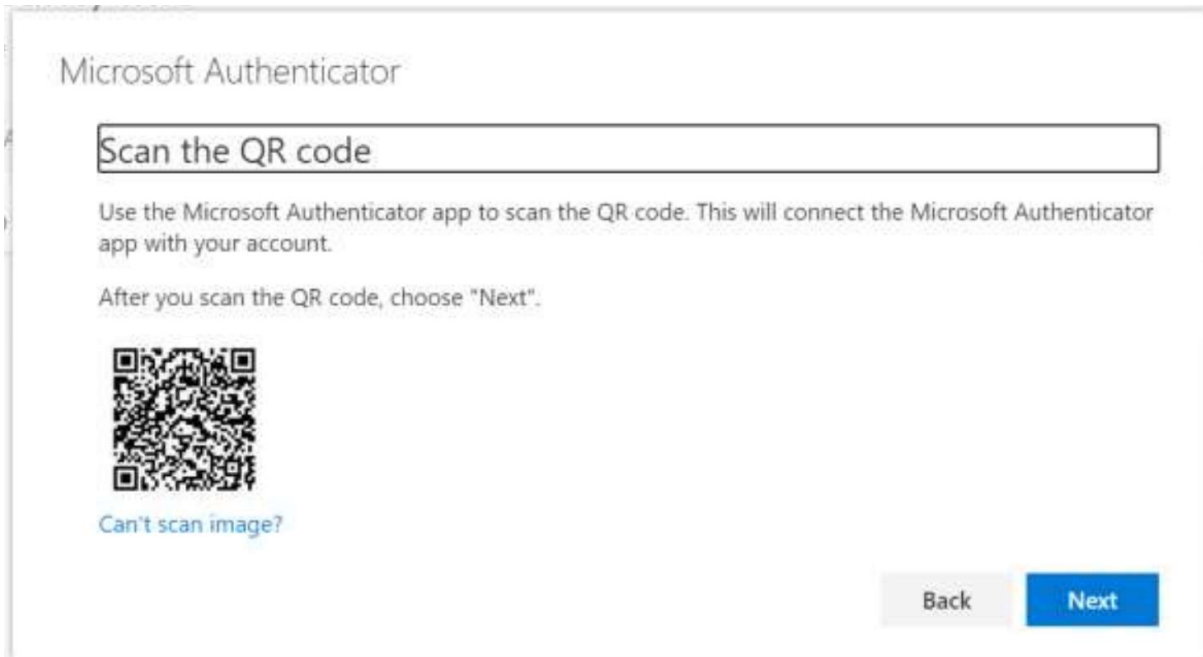 Microsoft Authenticator
Scan the QR code
Use the Microsoft Authenticator app to scan the QR code. This will connect the Microsoft Authenticator
app with your account.
After you scan the QR code, choose "Next".
Can't scan image?
Back Next